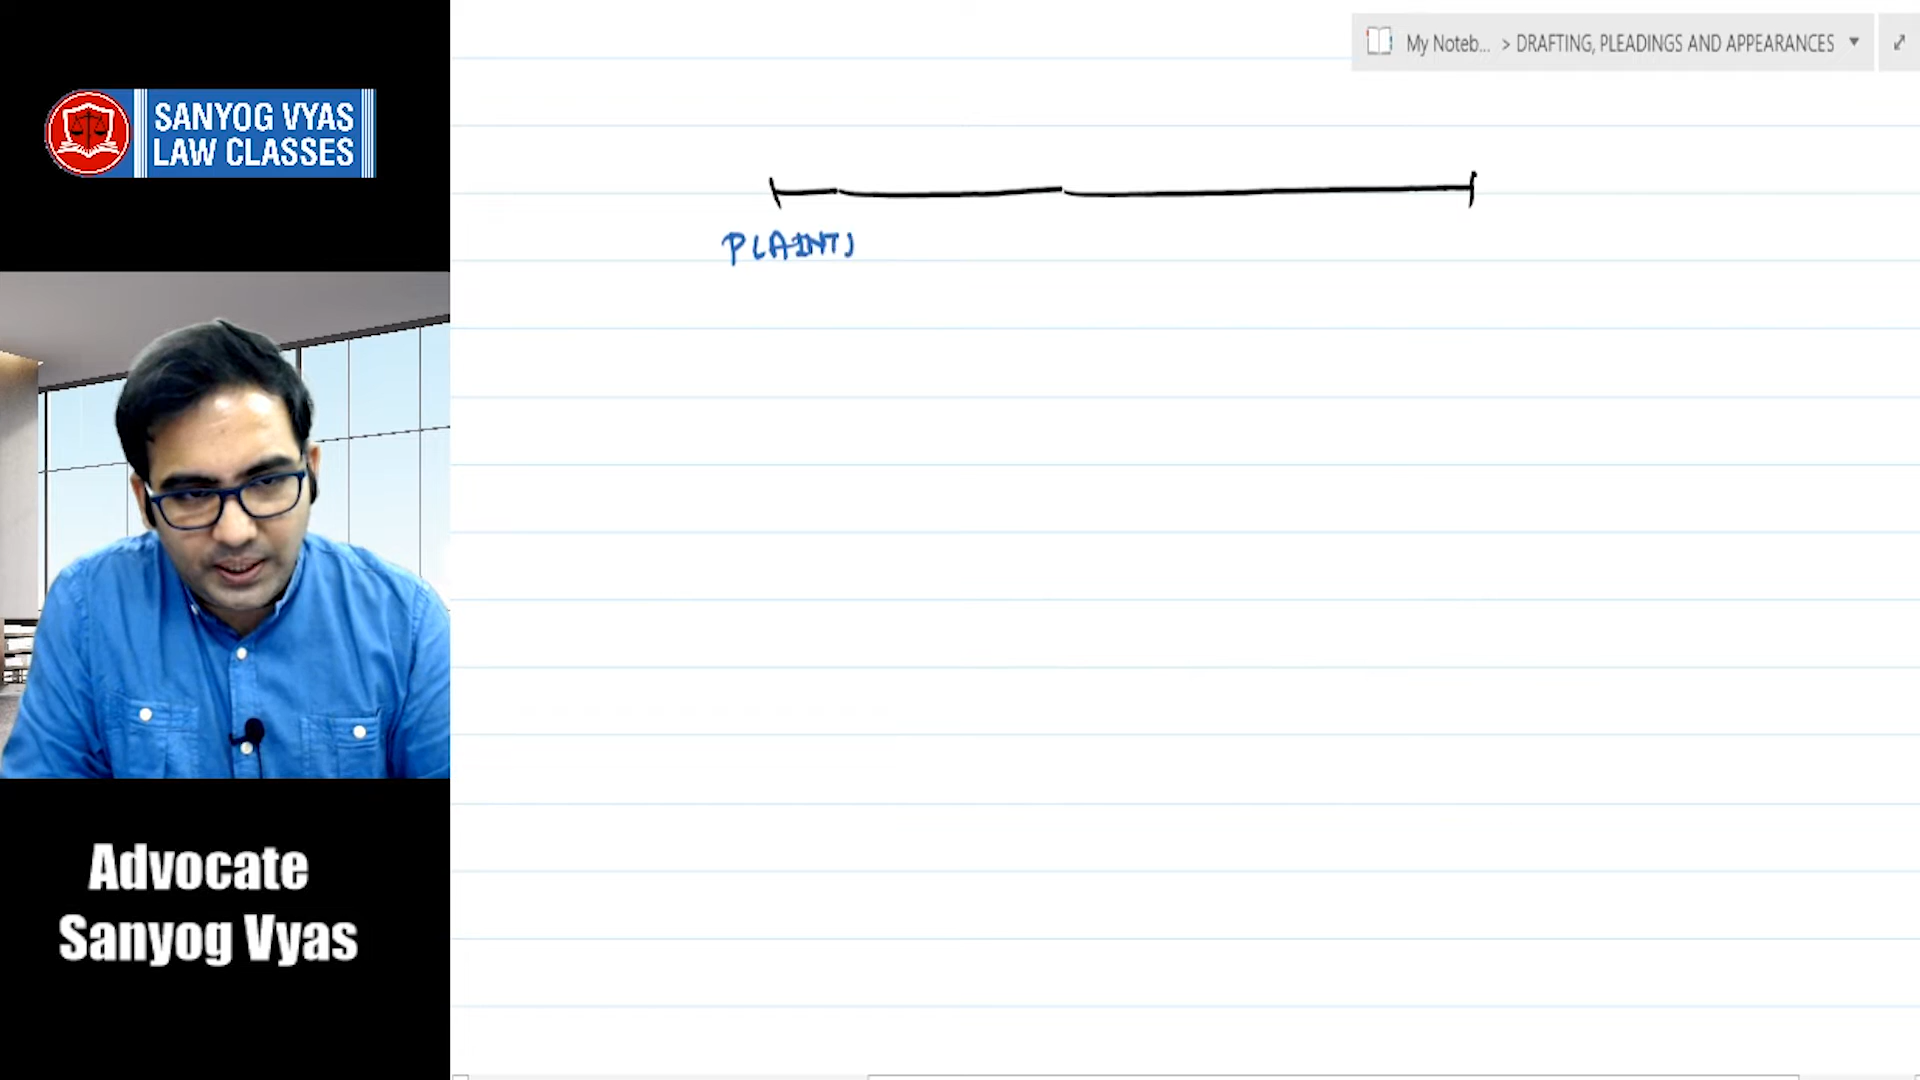 SANYOG VYAS
LAW CLASSES
My Noteb... > DRAFTING, PLEADINGS AND APPEARANCES
PLAINT)
Advocate
Sanyog Vyas